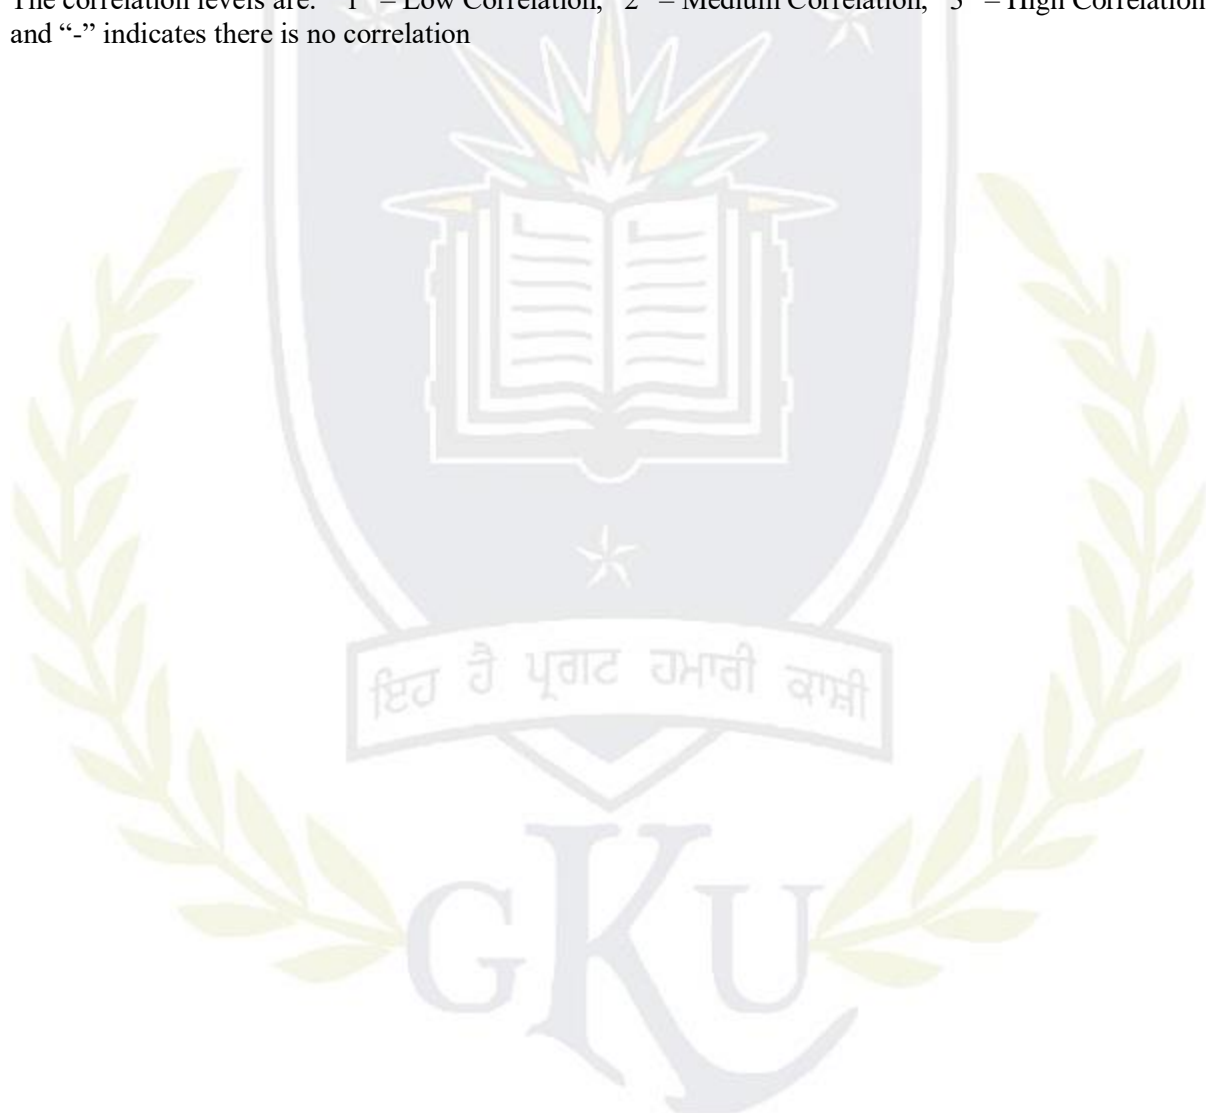 The correlation levels are: "1" – Low Correlation, "2" – Medium Correlation, "3" – High Correlation
and “-” indicates there is no correlation
ਇਹ ਹੈ ਪ੍ਰਗਟ ਹਮਾਰੀ ਕਾਸ਼ੀ
GKU